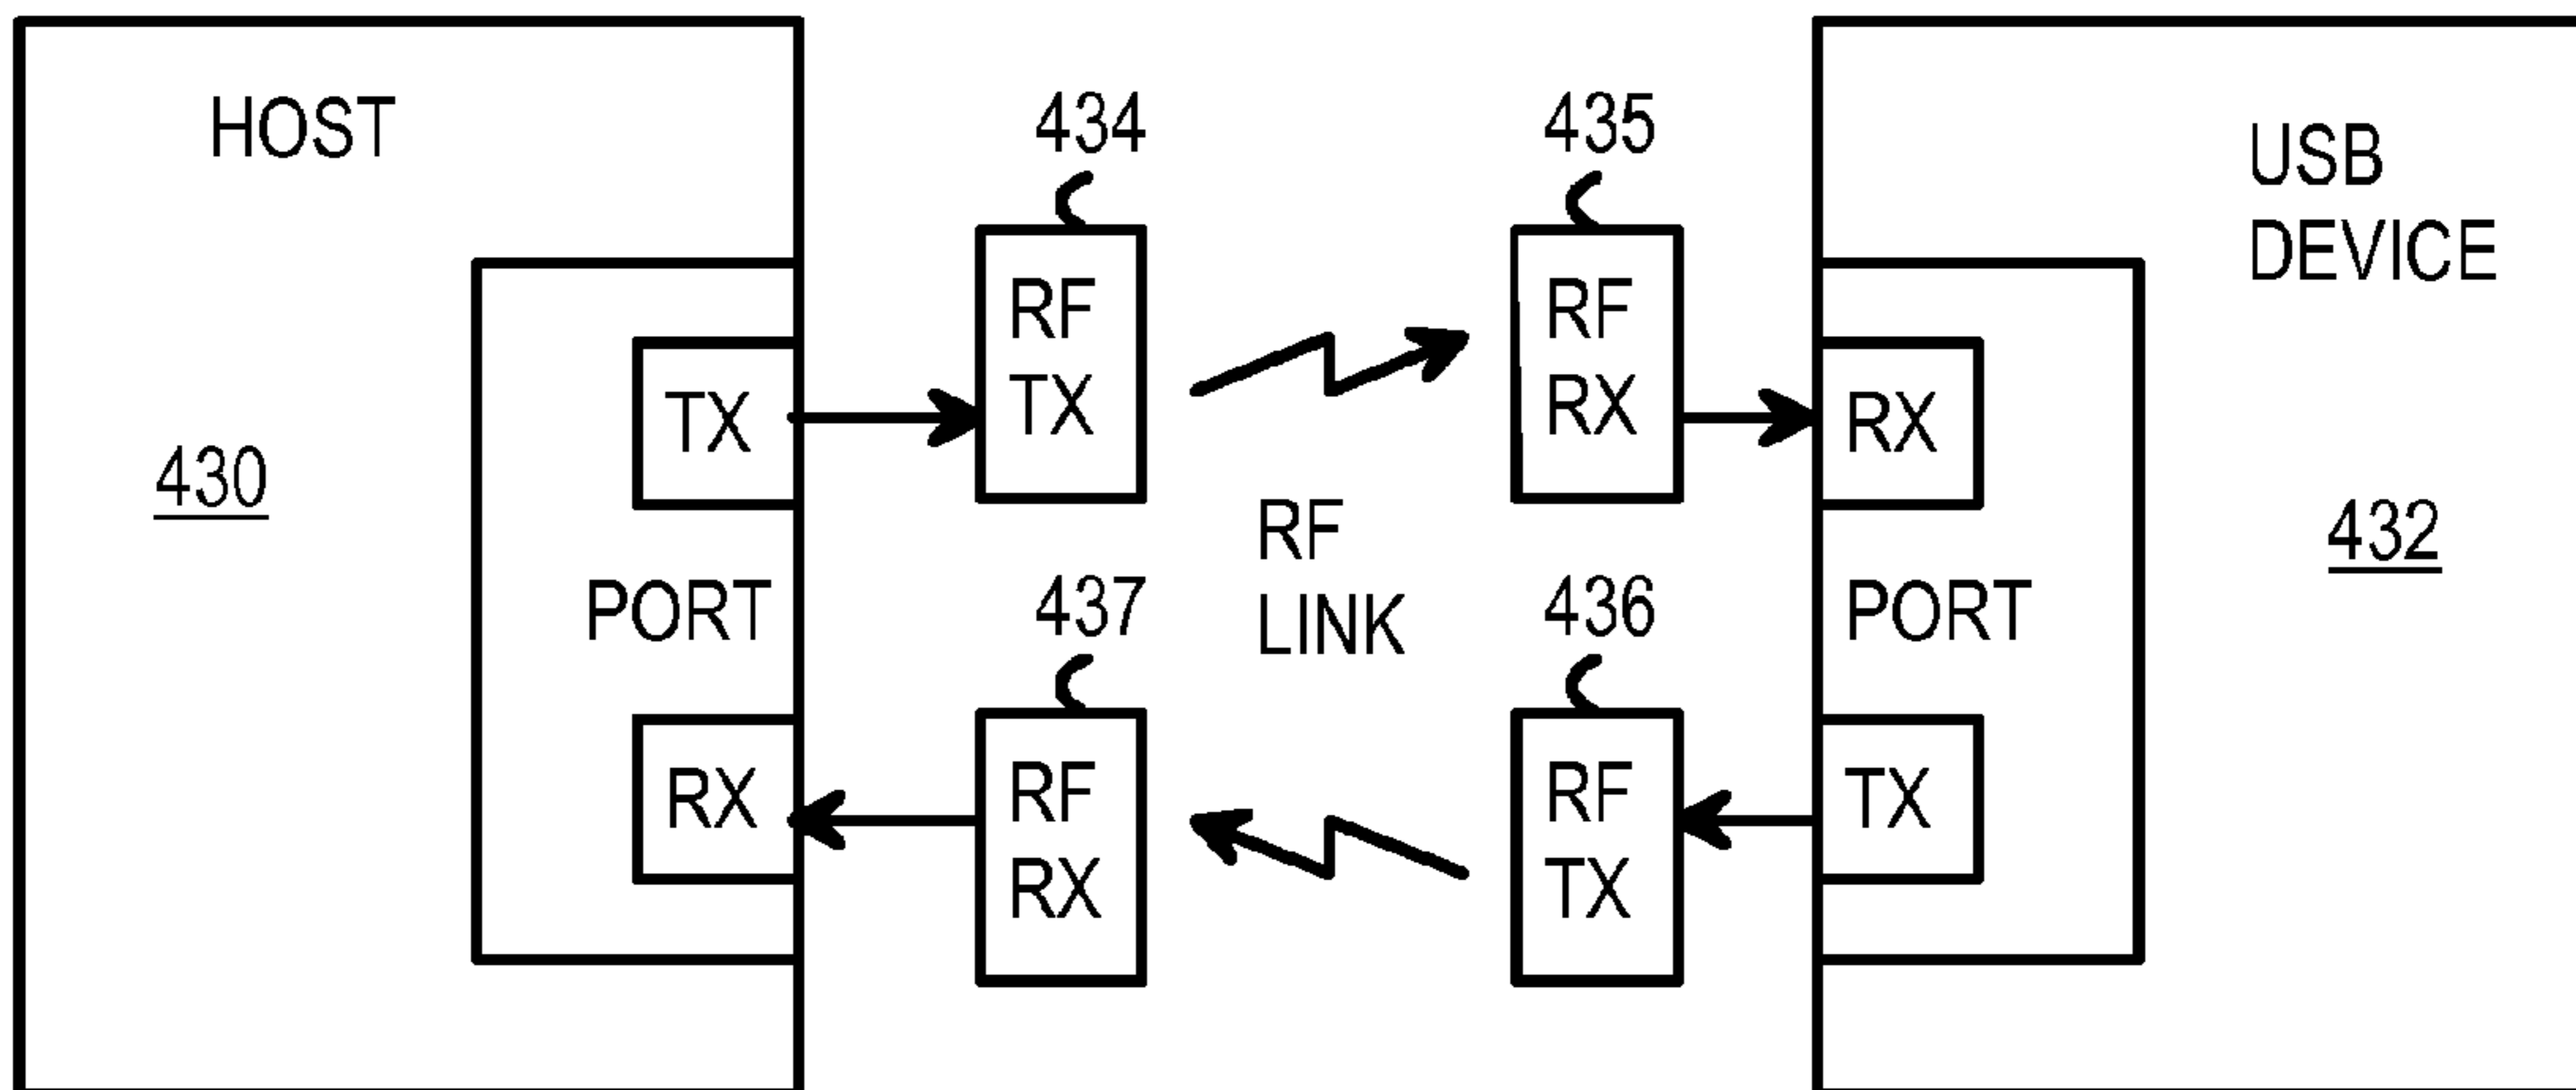 HOST
430
PORT
TX
RX
434
RF
TX
437
RF
RX
RF
LINK
435
RF
RX
436
RF
TX
USB
DEVICE
432
PORT
RX
TX